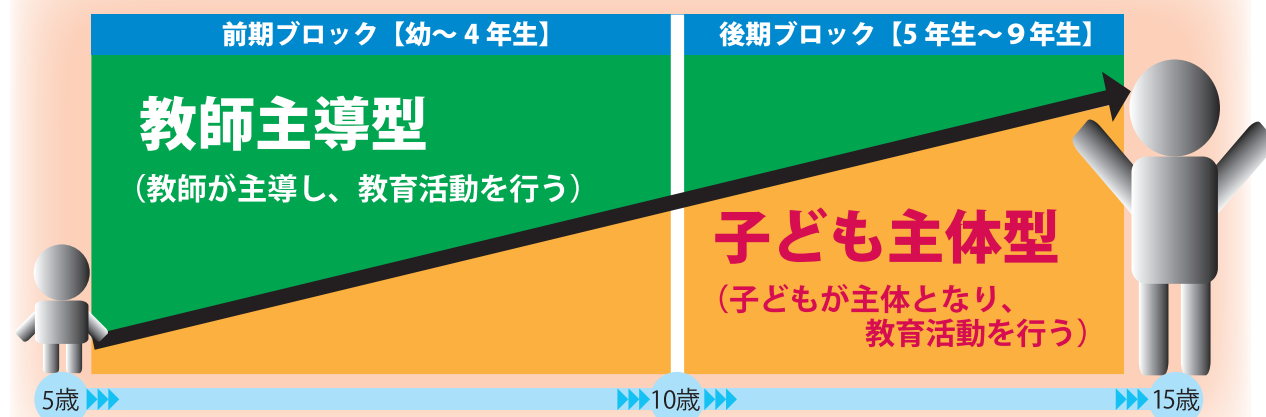 前期ブロック【幼～４年生】
後期ブロック【５年生～９年生】
教師主導型
（教師が主導し、教育活動を行う）
子ども主体型
（子どもが主体となり、
教育活動を行う）
5歳
10歳
15歳